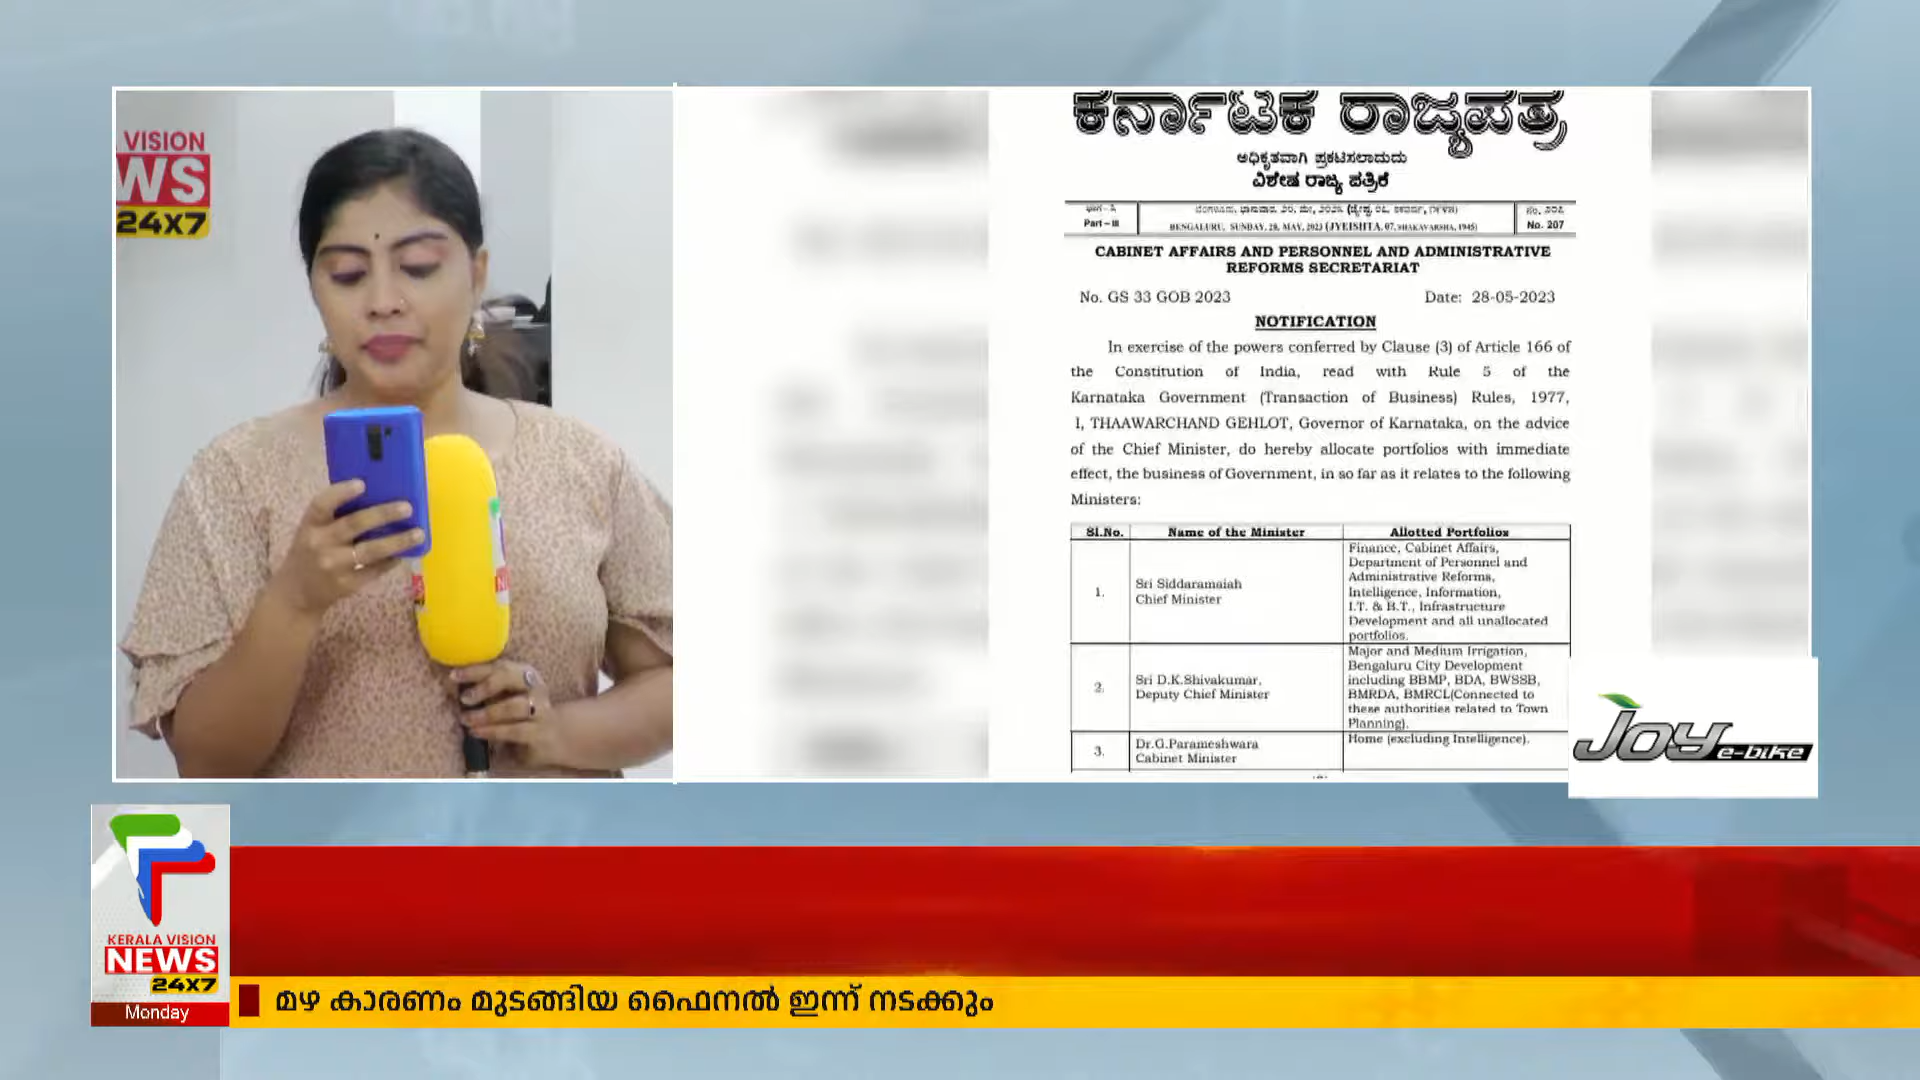 VISION
WS
24X7
ಕರ್ನಾಟಕ ರಾಜ್ಯಪತ್ರ
ಅಧಿಕೃತವಾಗಿ ಪ್ರಕಟಿಸಲಾದುದು
ವಿಶೇಷ ರಾಜ್ಯ ಪತ್ರಿಕೆ
Part – III
BENGALURU, SUNDAY, 28, MAY, 2023 (JYEISHTA, 07, SHAKAVARSHA, 1945)
No. 207
CABINET AFFAIRS AND PERSONNEL AND ADMINISTRATIVE
REFORMS SECRETARIAT
No. GS 33 GOB 2023 Date: 28-05-2023
NOTIFICATION
In exercise of the powers conferred by Clause (3) of Article 166 of
the Constitution of India, read with Rule 5 of the
Karnataka Government (Transaction of Business) Rules, 1977,
I, THAAWARCHAND GEHLOT, Governor of Karnataka, on the advice
of the Chief Minister, do hereby allocate portfolios with immediate
effect, the business of Government, in so far as it relates to the following
Ministers:
Sl.No. Name of the Minister Allotted Portfolios
1.
Sri Siddaramaiah
Chief Minister
Finance, Cabinet Affairs,
Department of Personnel and
Administrative Reforms,
Intelligence, Information,
I.T. & B.T., Infrastructure
Development and all unallocated
portfolios.
2.
Sri D.K.Shivakumar,
Deputy Chief Minister
Major and Medium Irrigation,
Bengaluru City Development
including BBMP, BDA, BWSSB,
BMRDA, BMRCL(Connected to
these authorities related to Town
Planning).
3.
Dr.G.Parameshwara
Cabinet Minister
Home (excluding Intelligence).
Joy e-bike
KERALA VISION
NEWS
24X7
Monday
മഴ കാരണം മുടങ്ങിയ ഫൈനൽ ഇന്ന് നടക്കും